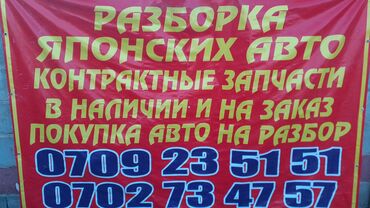 РАЗБОРКА
ЯПОНСКИХ АВТО
КОНТРАКТНЫЕ ЗАПЧАСТИ
В НАЛИЧИИ И НА ЗАКАЗ
ПОКУПКА АВТО НА РАЗБОР
0709 23 51 51
0702 73 47 57